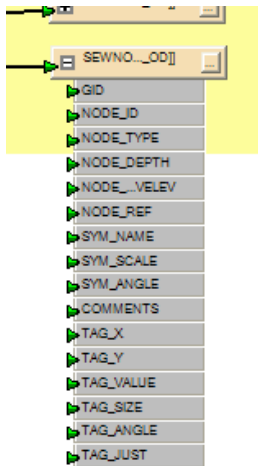 SEWNO..._OD]]
...
GID
NODE_ID
NODE_TYPE
NODE_DEPTH
NODE_...VELEV
NODE_REF
SYM_NAME
SYM_SCALE
SYM_ANGLE
COMMENTS
TAG_X
TAG_Y
TAG_VALUE
TAG_SIZE
TAG_ANGLE
TAG_JUST